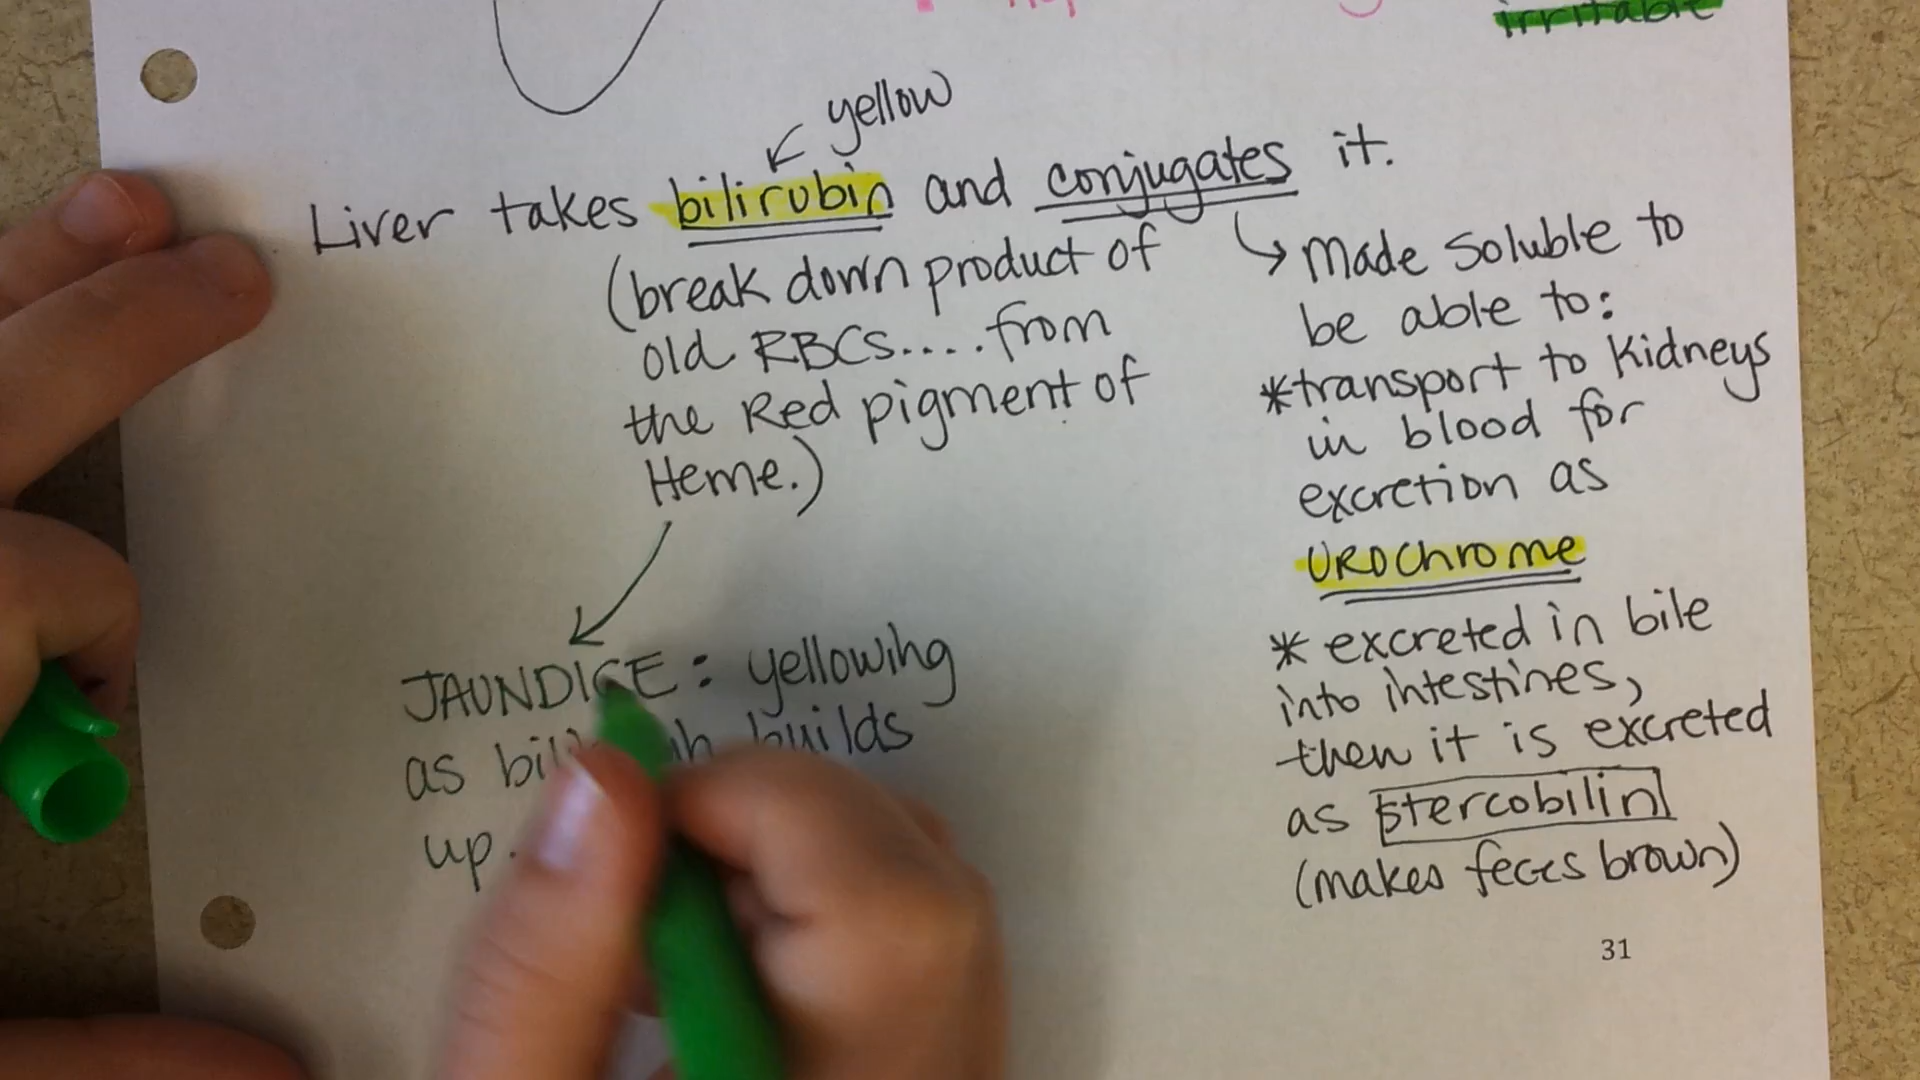 irritable
yellow
Liver takes bilirubin and conjugates it.
(break down product of
old RBCs.... from
the Red pigment of
Heme.)
made soluble to
be able to:
*transport to kidneys
in blood for
excretion as
UROchrome
* excreted in bile
into intestines,
then it is excreted
as stercobilin
(makes feces brown)
JAUNDICE: yellowing
as builds
up.
31